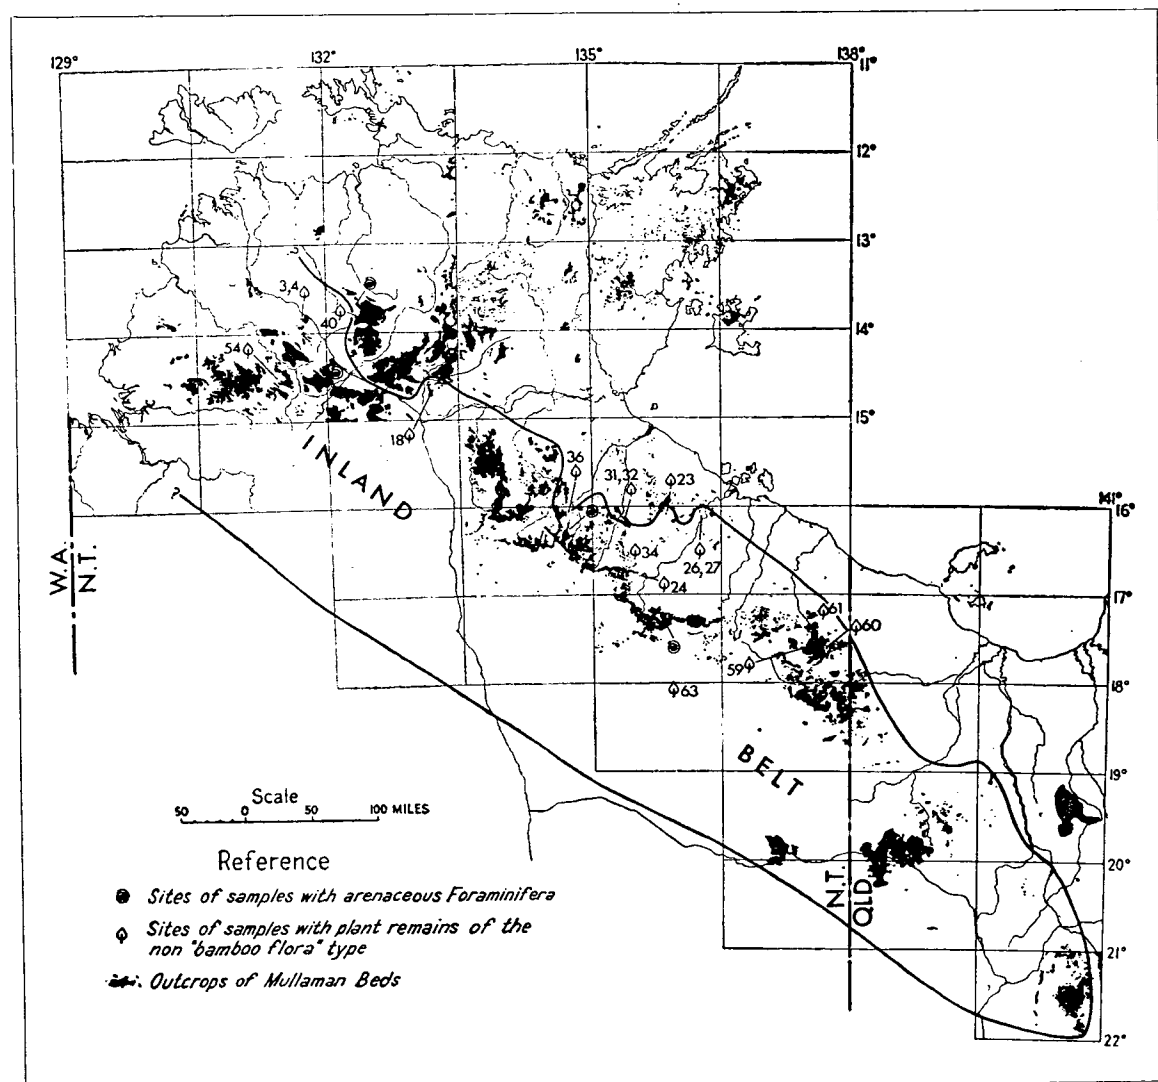 129° 132° 135° 138° 11°
12°
13°
3,4
40
14°
54
15°
18
INLAND
36
31,32
23
141°
16°
?
W.A.
N.T.
34
26,27
24
17°
61
60
59
63
18°
BELT
19°
Scale
50 0 50 100 MILES
Reference
20°
N.T.
QLD.
Sites of samples with arenaceous Foraminifera
Sites of samples with plant remains of the
non "bamboo flora" type
21°
Outcrops of Mullaman Beds
22°